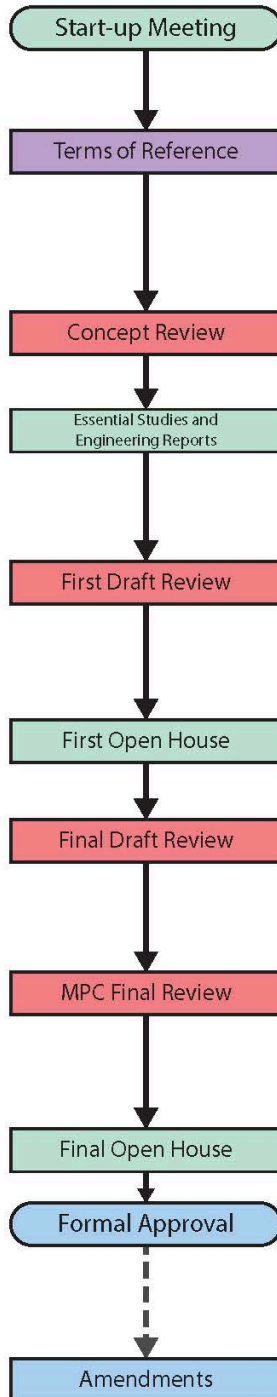 Start-up Meeting
Terms of Reference
Concept Review
Essential Studies and
Engineering Reports
First Draft Review
First Open House
Final Draft Review
MPC Final Review
Final Open House
Formal Approval
Amendments